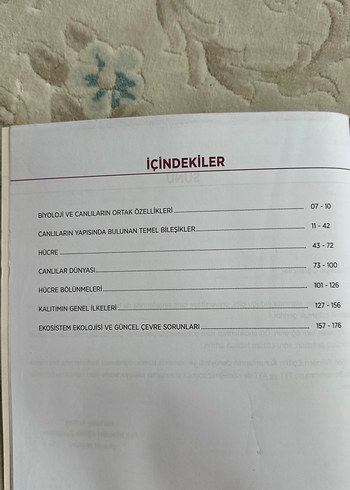 İÇİNDEKİLER
BİYOLOJİ VE CANLILARIN ORTAK ÖZELLİKLERİ 07 - 10
CANLILARIN YAPISINDA BULUNAN TEMEL BİLEŞİKLER 11 - 42
HÜCRE 43 - 72
CANLILAR DÜNYASI 73 - 100
HÜCRE BÖLÜNMELERİ 101 - 126
KALITIMIN GENEL İLKELERİ 127 - 156
EKOSİSTEM EKOLOJİSİ VE GÜNCEL ÇEVRE SORUNLARI 157 - 176